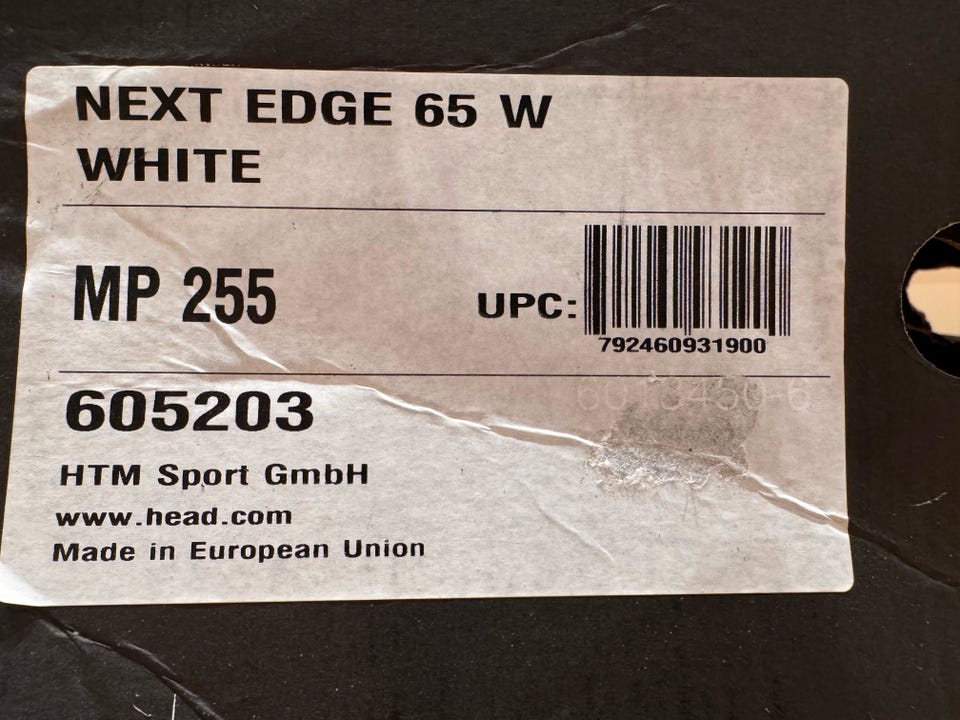 NEXT EDGE 65 W
WHITE
MP 255
UPC:
792460931900
605203
HTM Sport GmbH
www.head.com
Made in European Union